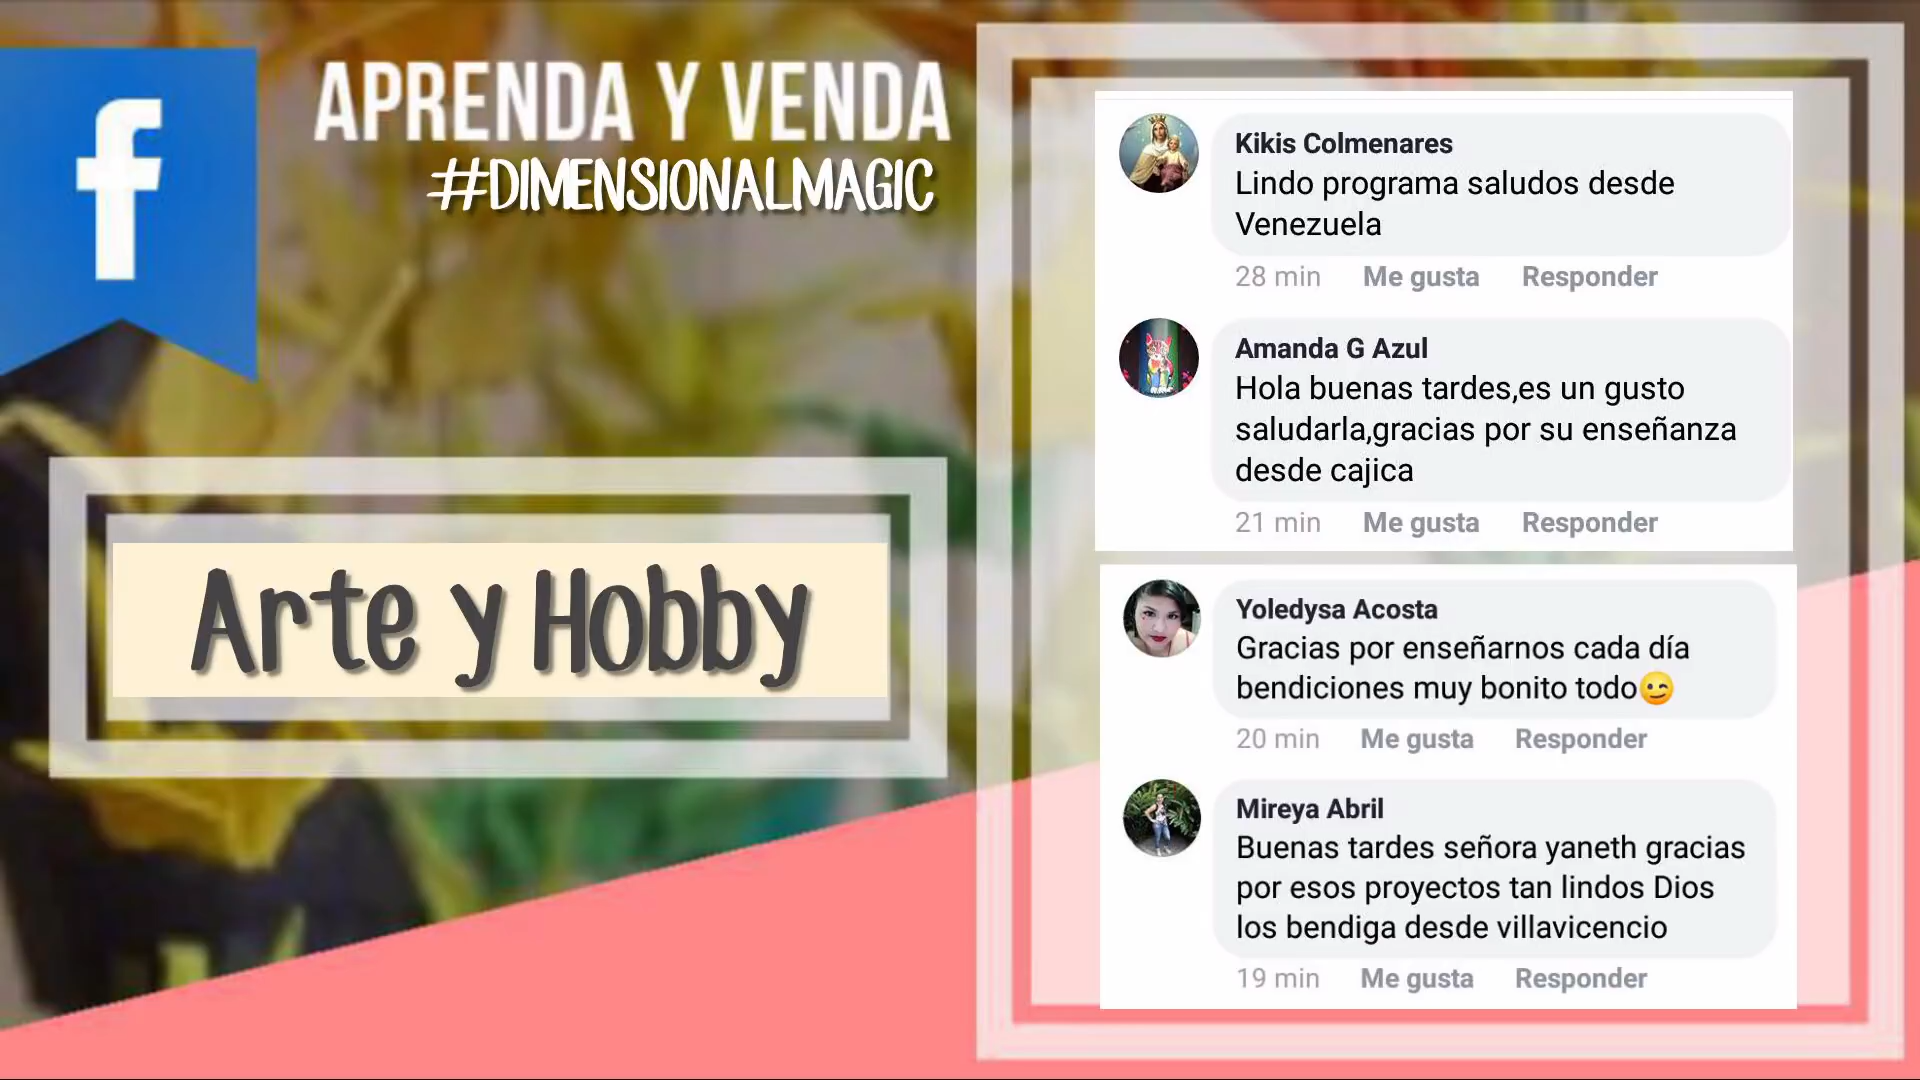 f
APRENDA Y VENDA
#DIMENSIONALMAGIC
Arte y Hobby
Kikis Colmenares
Lindo programa saludos desde
Venezuela
28 min Me gusta Responder
Amanda G Azul
Hola buenas tardes,es un gusto
saludarla,gracias por su enseñanza
desde cajica
21 min Me gusta Responder
Yoledysa Acosta
Gracias por enseñarnos cada día
bendiciones muy bonito todo😉
20 min Me gusta Responder
Mireya Abril
Buenas tardes señora yaneth gracias
por esos proyectos tan lindos Dios
los bendiga desde villavicencio
19 min Me gusta Responder